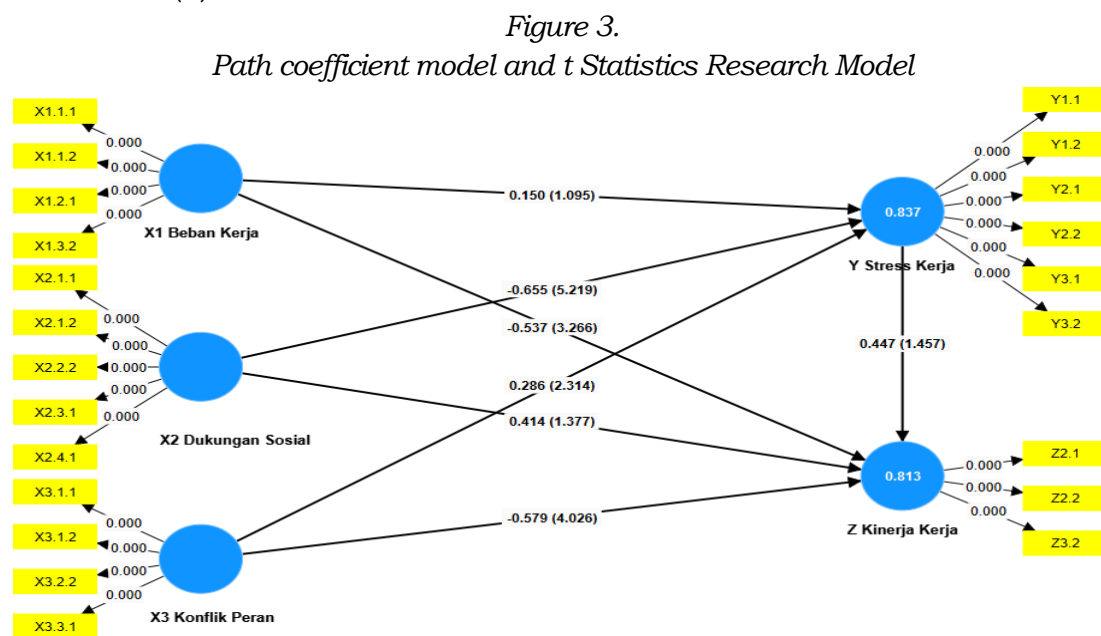 Figure 3.
Path coefficient model and t Statistics Research Model
X1.1.1
X1.1.2
X1.2.1
X1.3.2
0.000
0.000
0.000
0.000
X1 Beban Kerja
X2.1.1
X2.1.2
X2.2.2
X2.3.1
X2.4.1
0.000
0.000
0.000
0.000
0.000
X2 Dukungan Sosial
X3.1.1
X3.1.2
X3.2.2
X3.3.1
0.000
0.000
0.000
0.000
X3 Konflik Peran
0.150 (1.095)
-0.655 (5.219)
-0.537 (3.266)
0.286 (2.314)
0.414 (1.377)
-0.579 (4.026)
0.837
Y Stress Kerja
0.447 (1.457)
0.813
Z Kinerja Kerja
0.000
0.000
0.000
0.000
0.000
0.000
Y1.1
Y1.2
Y2.1
Y2.2
Y3.1
Y3.2
0.000
0.000
0.000
Z2.1
Z2.2
Z3.2